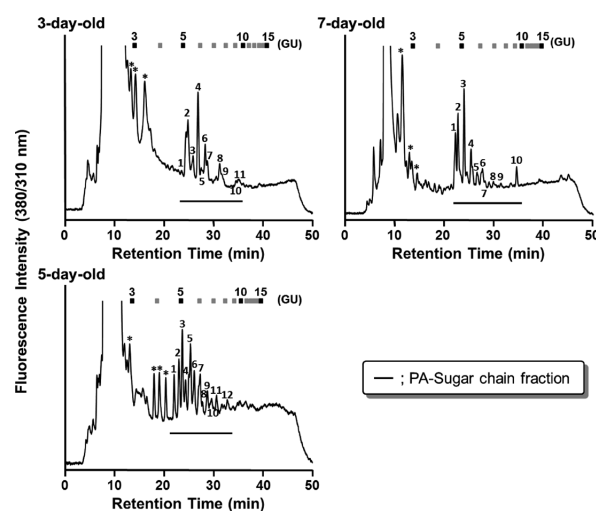 3-day-old
3 5 10 15 (GU)
* * *
1 2 3 4 5 6 7 8 9 10 11
0 10 20 30 40 50
Retention Time (min)
7-day-old
3 5 10 15 (GU)
* * *
1 2 3 4 5 6 7 8 9 10
0 10 20 30 40 50
Retention Time (min)
Fluorescence Intensity (380/310 nm)
5-day-old
3 5 10 15 (GU)
* ** *
1 2 3 4 5 6 7 8 9 10 11 12
0 10 20 30 40 50
Retention Time (min)
; PA-Sugar chain fraction